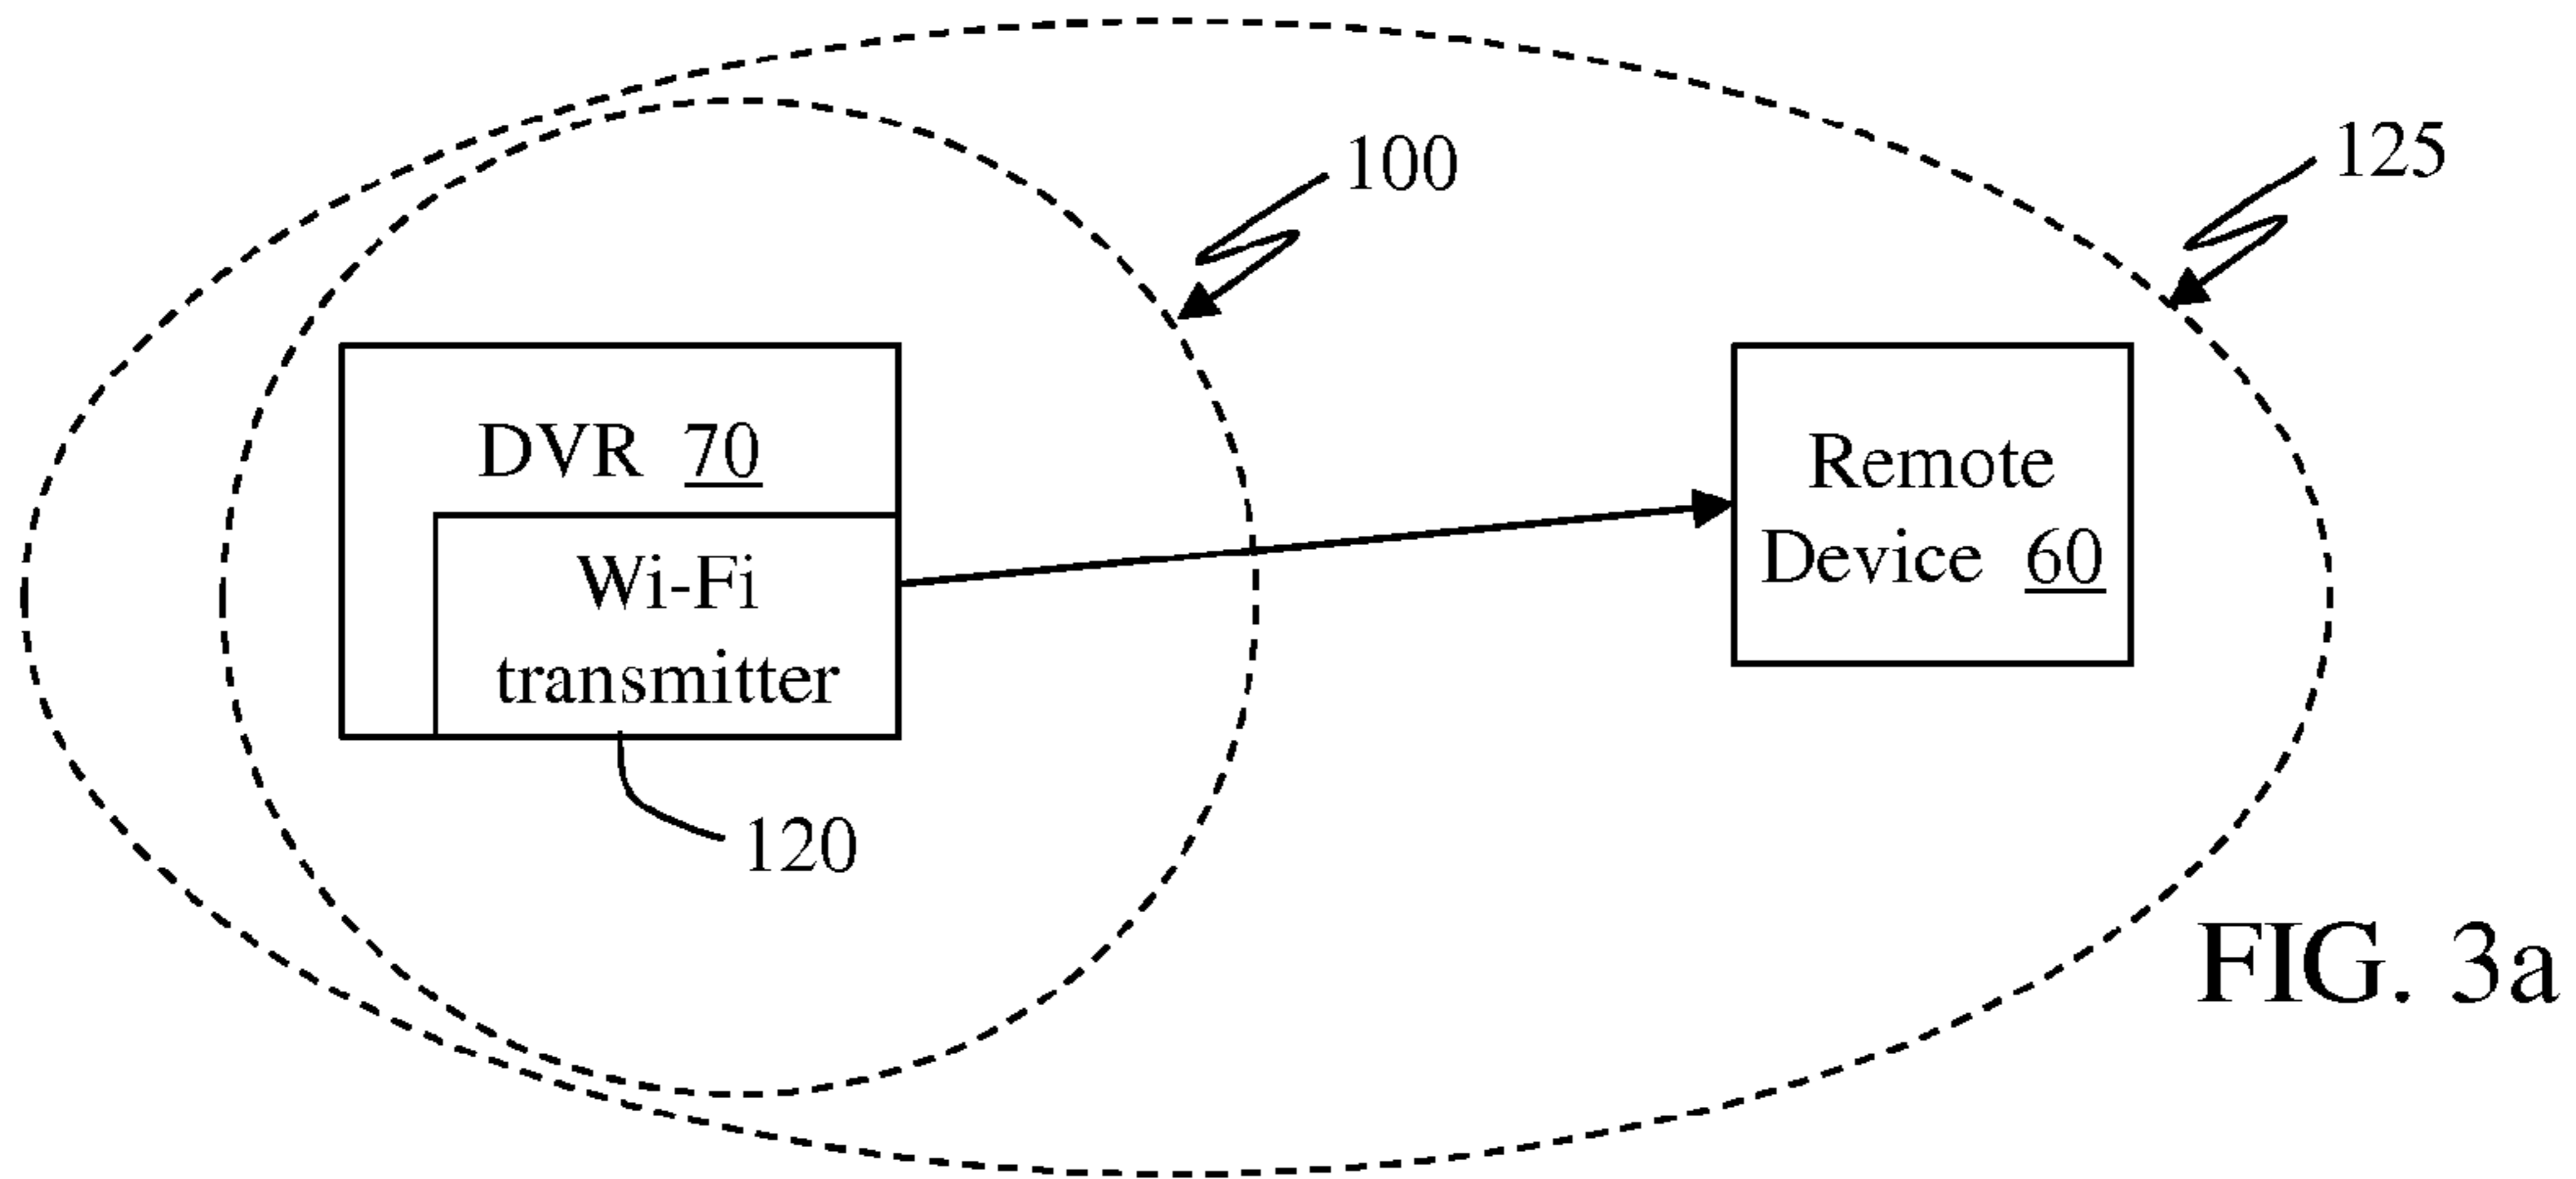 100
125
DVR 70
Wi-Fi
transmitter
120
Remote
Device 60
FIG. 3a